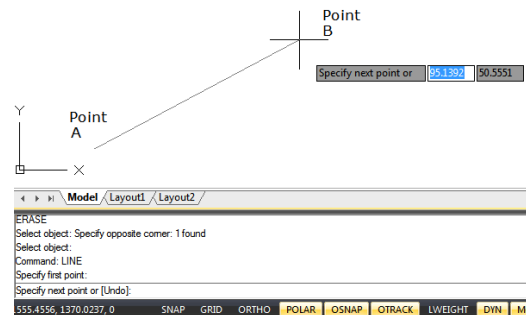 Point
B
Specify next point or 95.1392 50.5551
Y
Point
A
X
Model Layout1 Layout2
ERASE
Select object: Specify opposite corner: 1 found
Select object:
Command: LINE
Specify first point:
Specify next point or [Undo]:
.555.4556, 1370.0237, 0 SNAP GRID ORTHO POLAR OSNAP OTRACK LWEIGHT DYN M